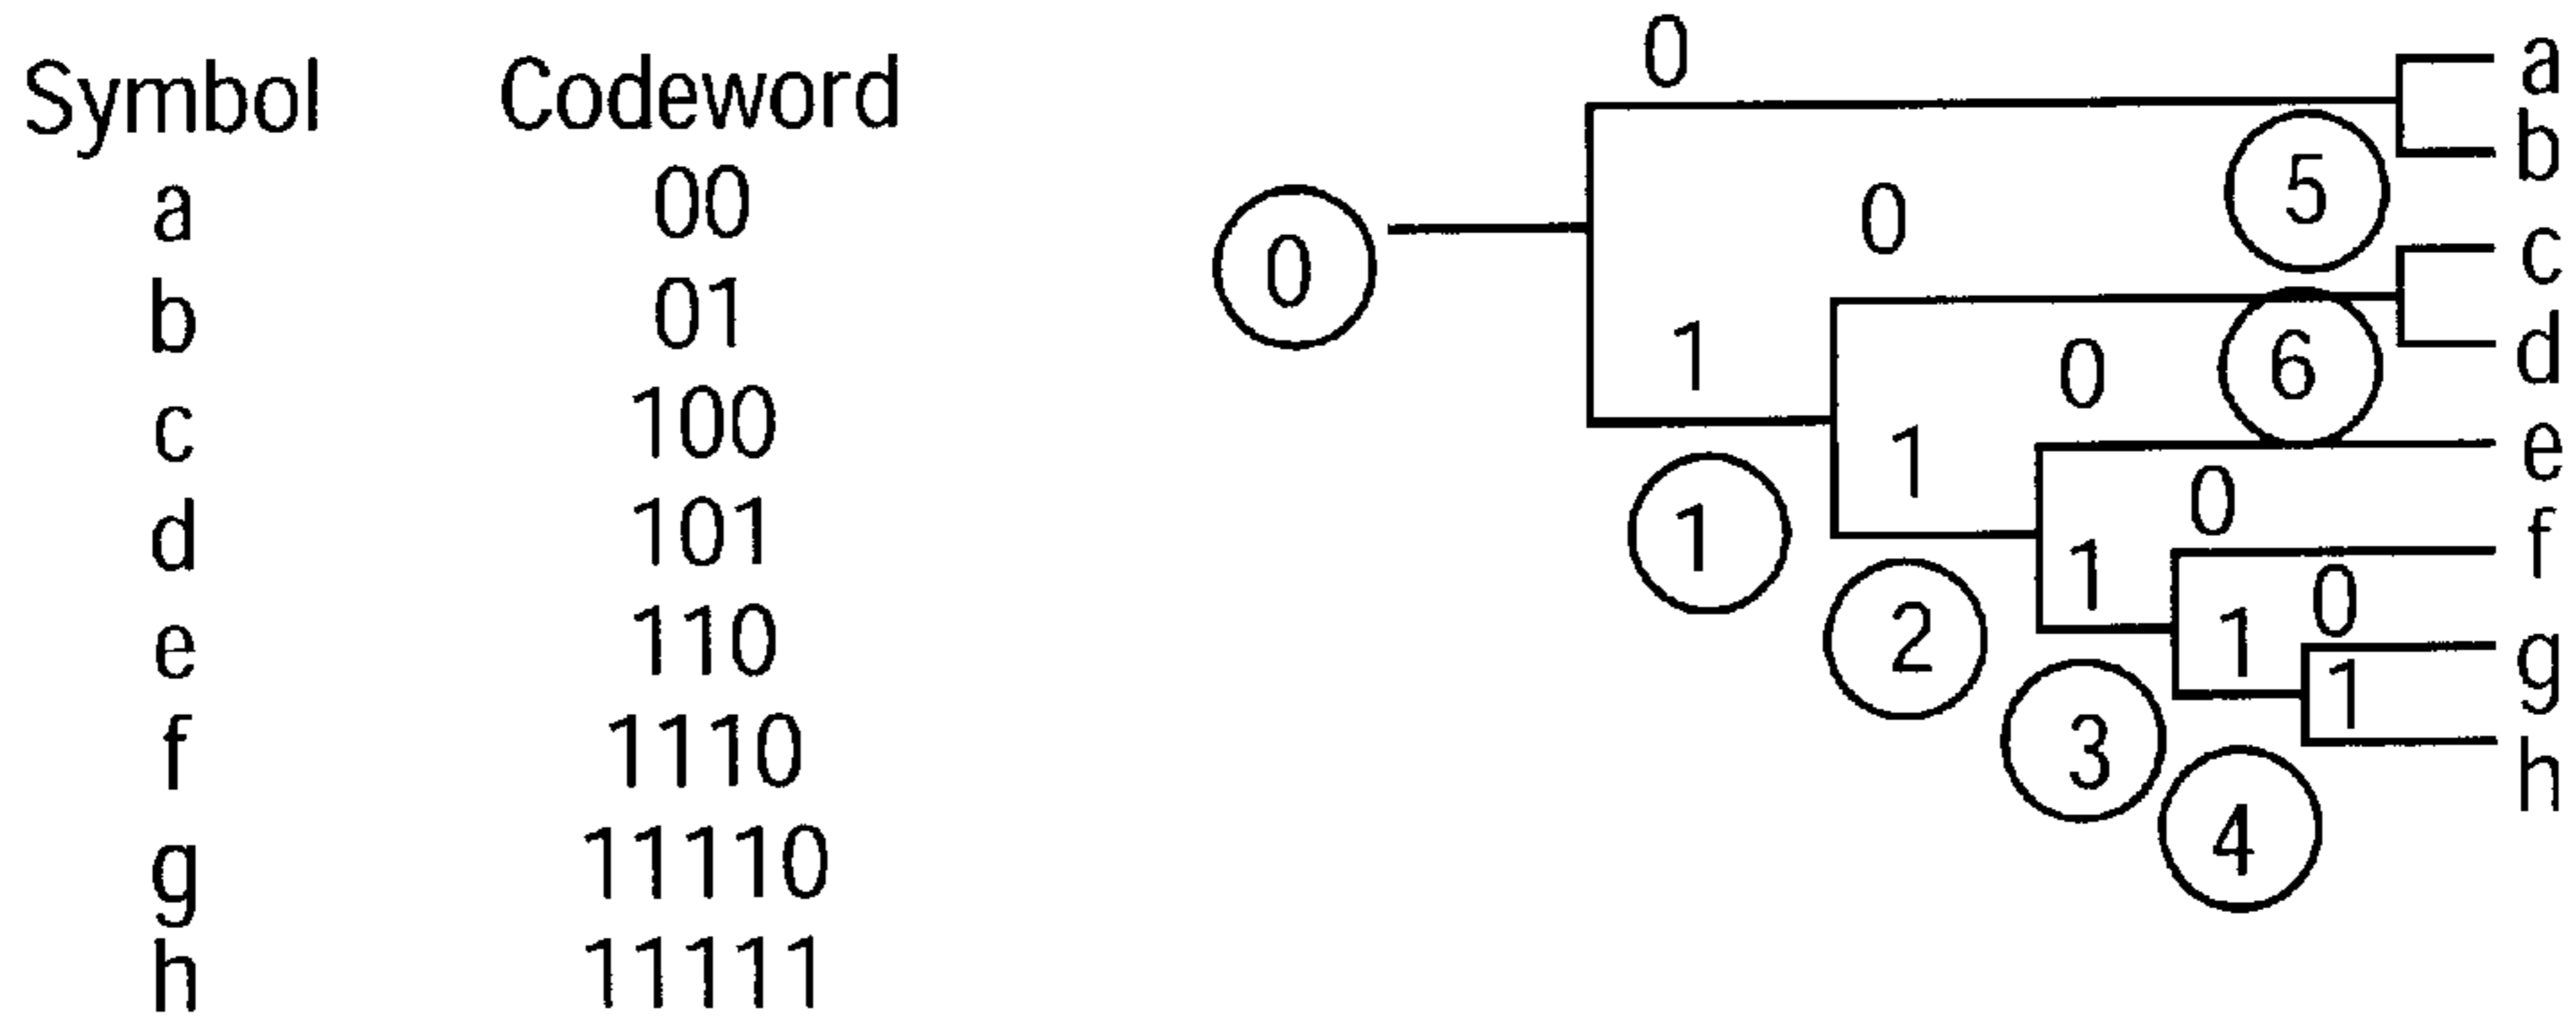 Symbol Codeword
a 00
b 01
c 100
d 101
e 110
f 1110
g 11110
h 11111
0 a
b
0 5
0 c
1 0 6 d
1 e
1 0
1 f
2 1 0
3 1 g
4 h